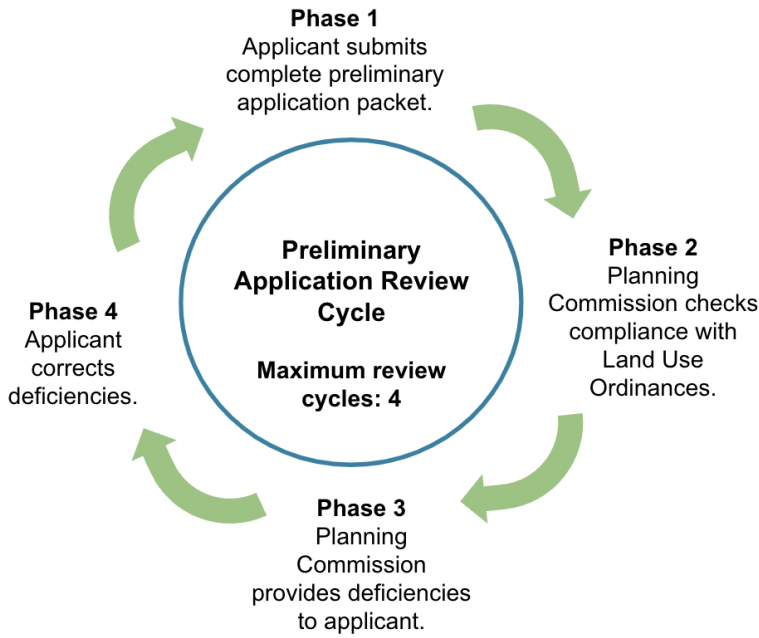 Phase 1
Applicant submits
complete preliminary
application packet.
Preliminary
Application Review
Cycle
Maximum review
cycles: 4
Phase 2
Planning
Commission checks
compliance with
Land Use
Ordinances.
Phase 3
Planning
Commission
provides deficiencies
to applicant.
Phase 4
Applicant
corrects
deficiencies.